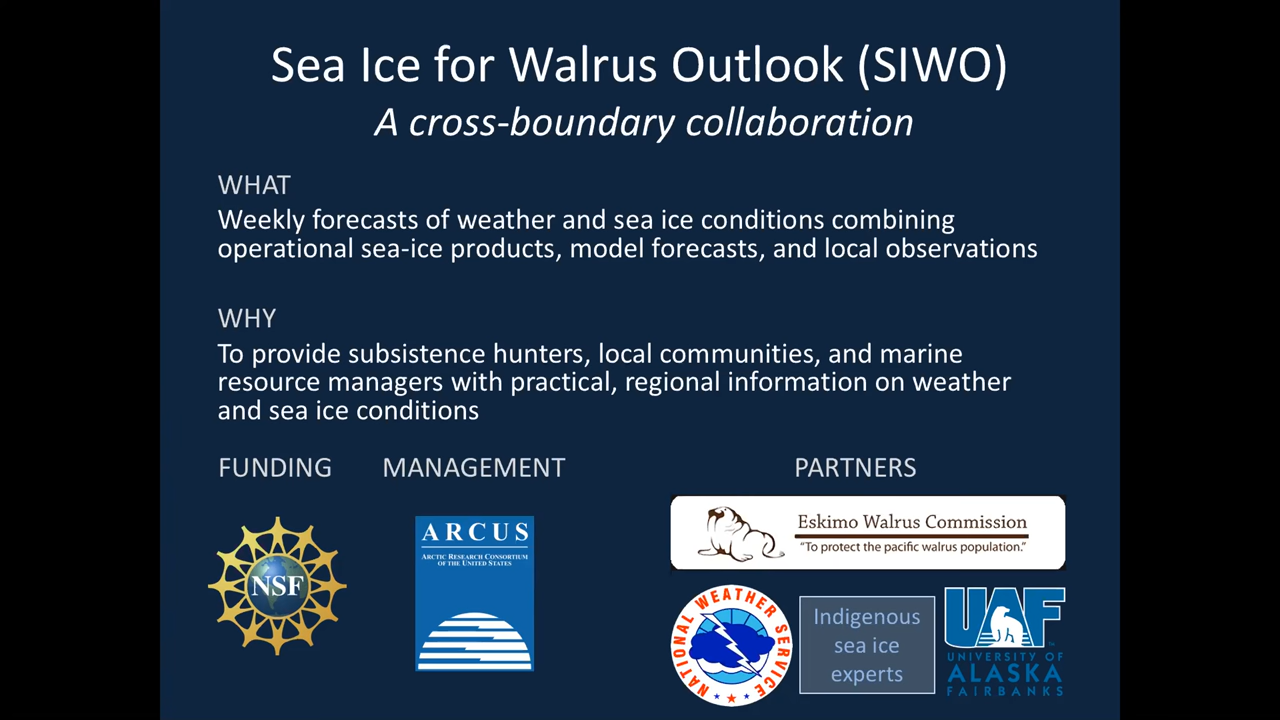 Sea Ice for Walrus Outlook (SIWO)
A cross-boundary collaboration
WHAT
Weekly forecasts of weather and sea ice conditions combining
operational sea-ice products, model forecasts, and local observations
WHY
To provide subsistence hunters, local communities, and marine
resource managers with practical, regional information on weather
and sea ice conditions
FUNDING
MANAGEMENT
PARTNERS
NSF
ARCUS
ARCTIC RESEARCH CONSORTIUM
OF THE UNITED STATES
Eskimo Walrus Commission
“To protect the pacific walrus population.”
NATIONAL WEATHER SERVICE
Indigenous
sea ice
experts
UAF
UNIVERSITY OF
ALASKA
FAIRBANKS